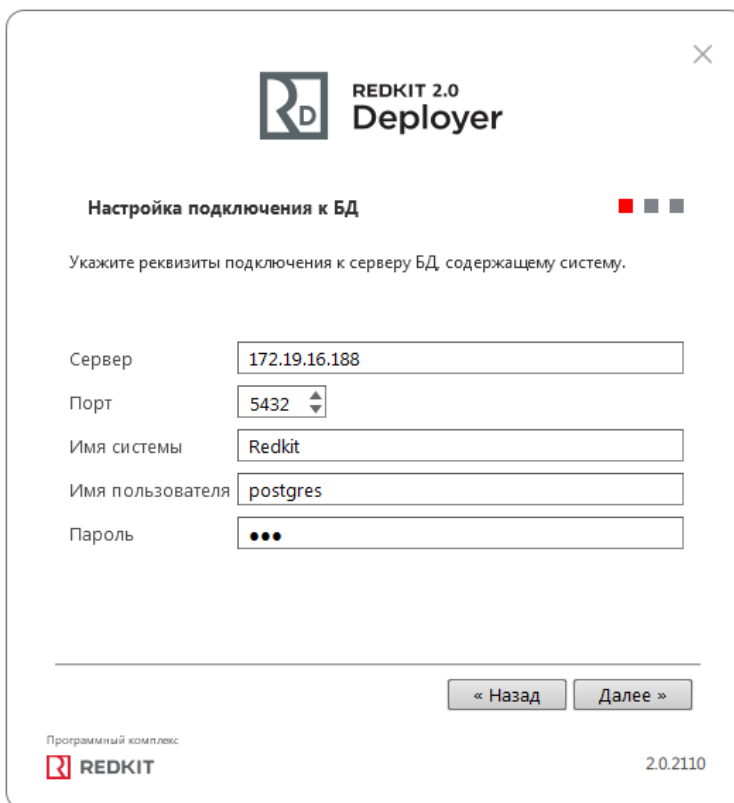 REDKIT 2.0
Deployer
Настройка подключения к БД
Укажите реквизиты подключения к серверу БД, содержащему систему.
Сервер 172.19.16.188
Порт 5432
Имя системы Redkit
Имя пользователя postgres
Пароль •••
« Назад Далее »
Программный комплекс
REDKIT
2.0.2110